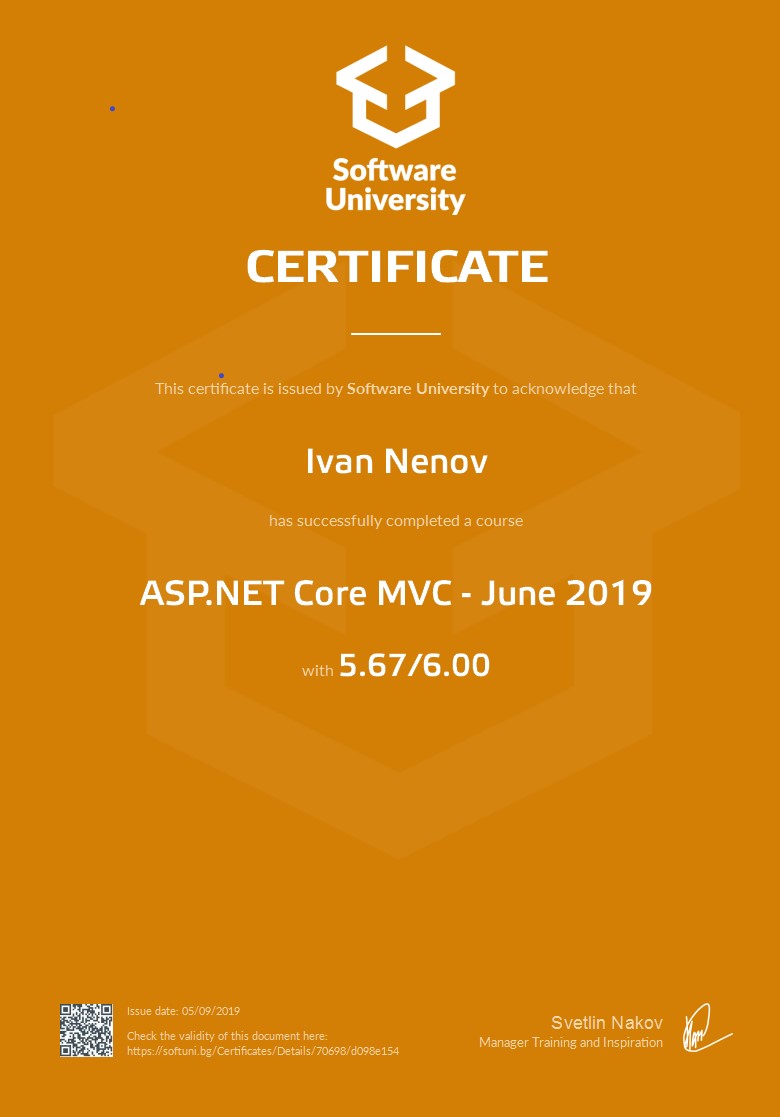 Software
University
CERTIFICATE
This certificate is issued by Software University to acknowledge that
Ivan Nenov
has successfully completed a course
ASP.NET Core MVC - June 2019
with 5.67/6.00
Issue date: 05/09/2019
Check the validity of this document here:
https://softuni.bg/Certificates/Details/70698/d098e154
Svetlin Nakov
Manager Training and Inspiration